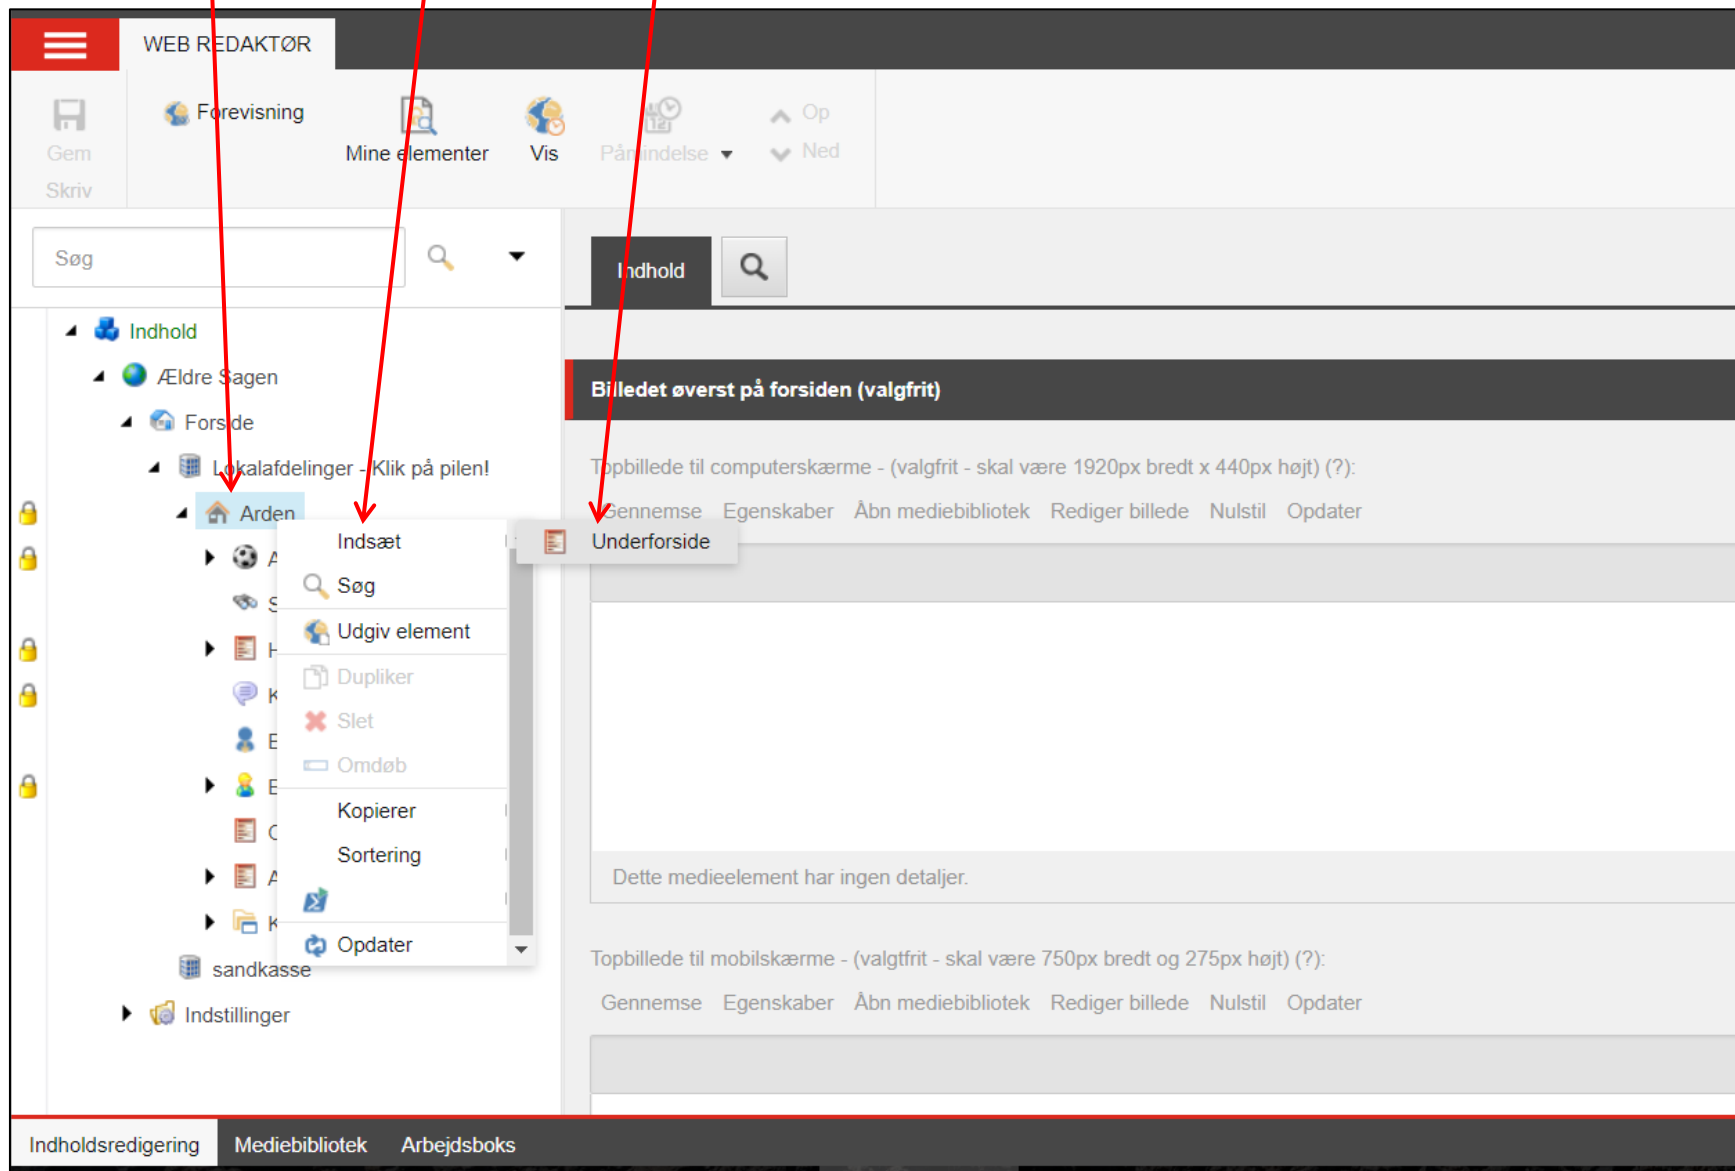 WEB REDAKTØR
Forevisning
Gem
Skriv
Mine elementer
Vis
Påmindelse
Op
Ned
Søg
Indhold
Ældre Sagen
Forside
Lokalafdelinger - Klik på pilen!
Arden
A
S
H
K
E
E
C
A
K
sandkasse
Indstillinger
Indsæt
Søg
Udgiv element
Dupliker
Slet
Omdøb
Kopierer
Sortering
Opdater
Underforside
Indhold
Billedet øverst på forsiden (valgfrit)
Topbillede til computerskærme - (valgfrit - skal være 1920px bredt x 440px højt) (?):
Gennemse Egenskaber Åbn mediebibliotek Rediger billede Nulstil Opdater
Dette medieelement har ingen detaljer.
Topbillede til mobilskærme - (valgtfrit - skal være 750px bredt og 275px højt) (?):
Gennemse Egenskaber Åbn mediebibliotek Rediger billede Nulstil Opdater
Indholdsredigering Mediebibliotek Arbejdsboks